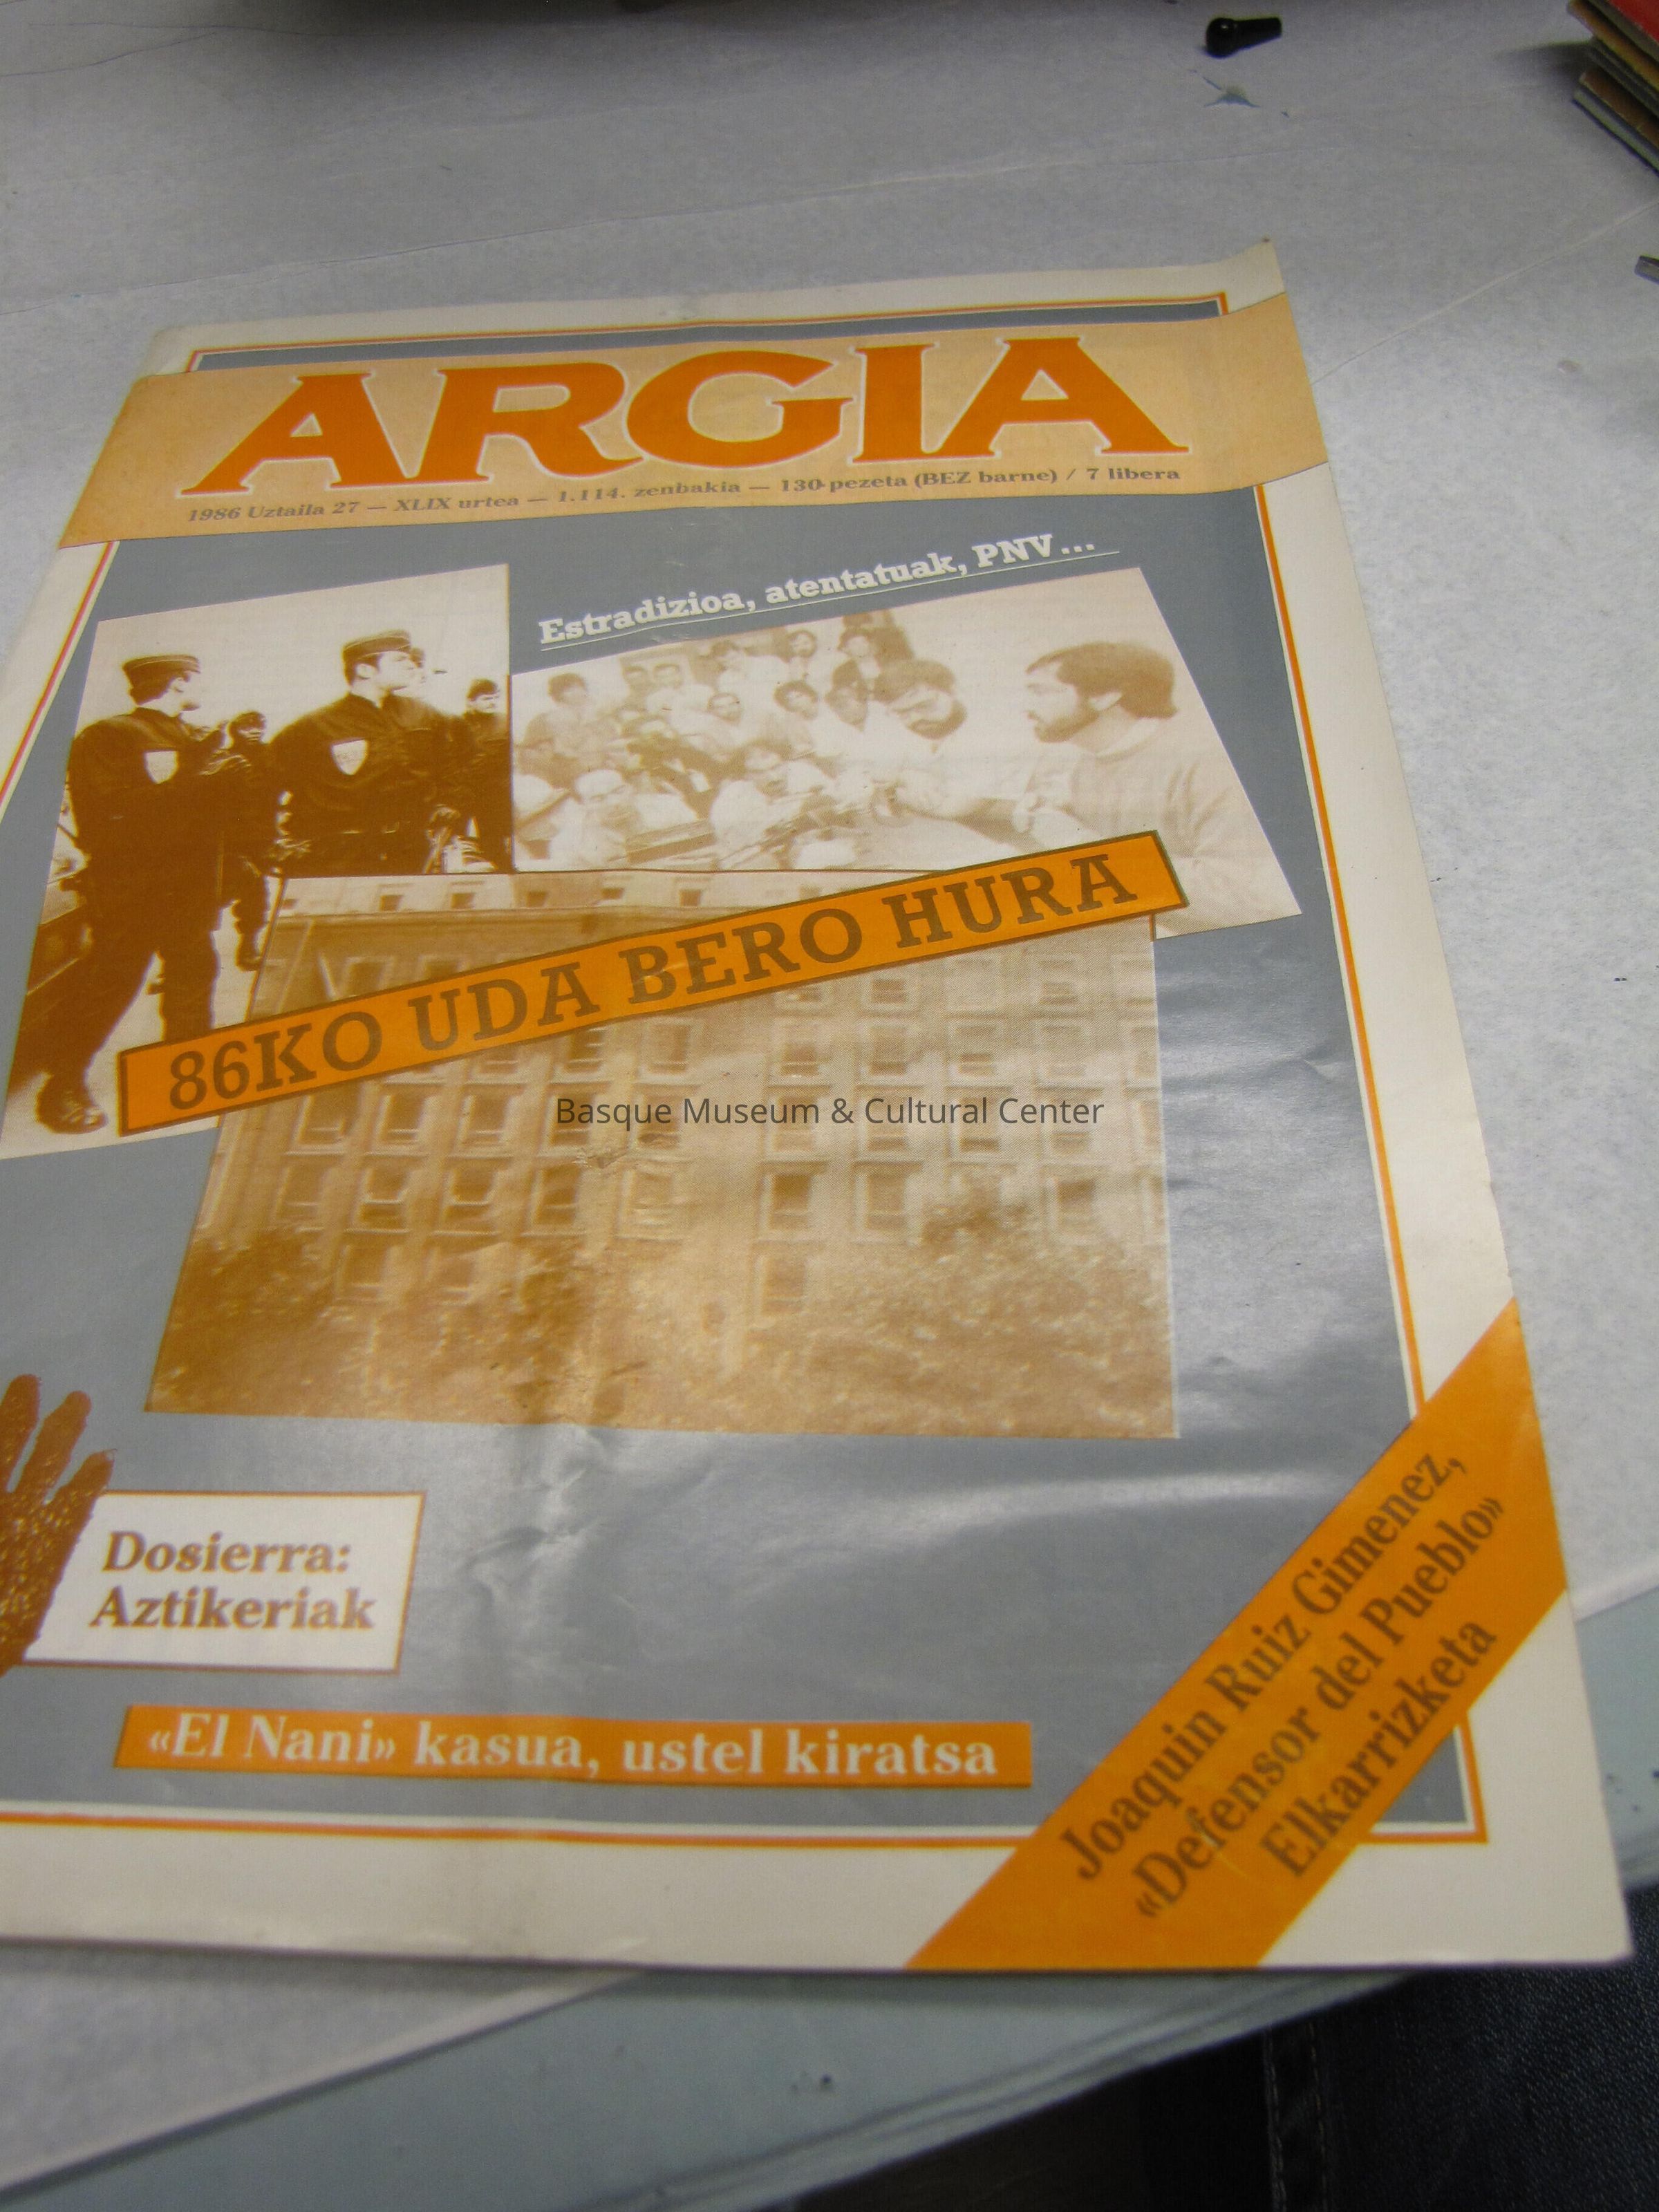 ARGIA
1986 Uztaila 27 — XLIX urtea — 1.114. zenbakia — 130 pezeta (BEZ barne) / 7 libera
Estradizioa, atentatuak, PNV...
86KO UDA BERO HURA
Basque Museum & Cultural Center
Dosierra:
Aztikeriak
«El Nani» kasua, ustel kiratsa
Joaquin Ruiz Gimenez,
«Defensor del Pueblo»
Elkarrizketa